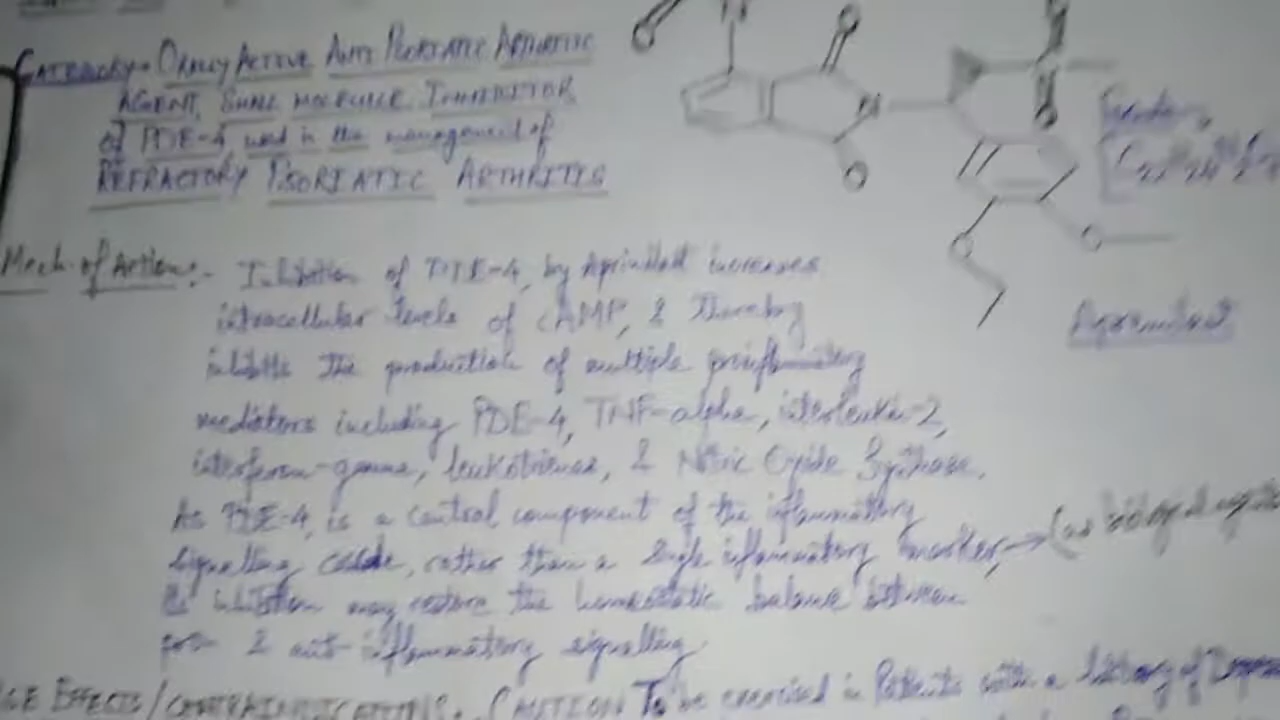 CATEGORY - ORALLY ACTIVE ANTI PSORIATIC ARTHRITIC
AGENT, SMALL MOLECULE INHIBITOR
of PDE-4, used in the management of
REFRACTORY PSORIATIC ARTHRITIS
Mech. of Action:- Inhibition of PDE-4, by Apremilast increases
intracellular levels of cAMP, & Thereby
inhibits the production of multiple proinflammatory
mediators including PDE-4, TNF-alpha, interleukin-2,
interferon-gamma, leukotrienes, & Nitric Oxide Synthase.
As PDE-4, is a central component of the inflammatory
signalling, rather than a single inflammatory marker, → (as
its inhibition may restore the homeostatic balance between
pro- & anti-inflammatory signalling
EFFECTS/CONTRAINDICATIONS. CAUTION To be exercised in Patients with a history of
N
O
O
O
Apremilast